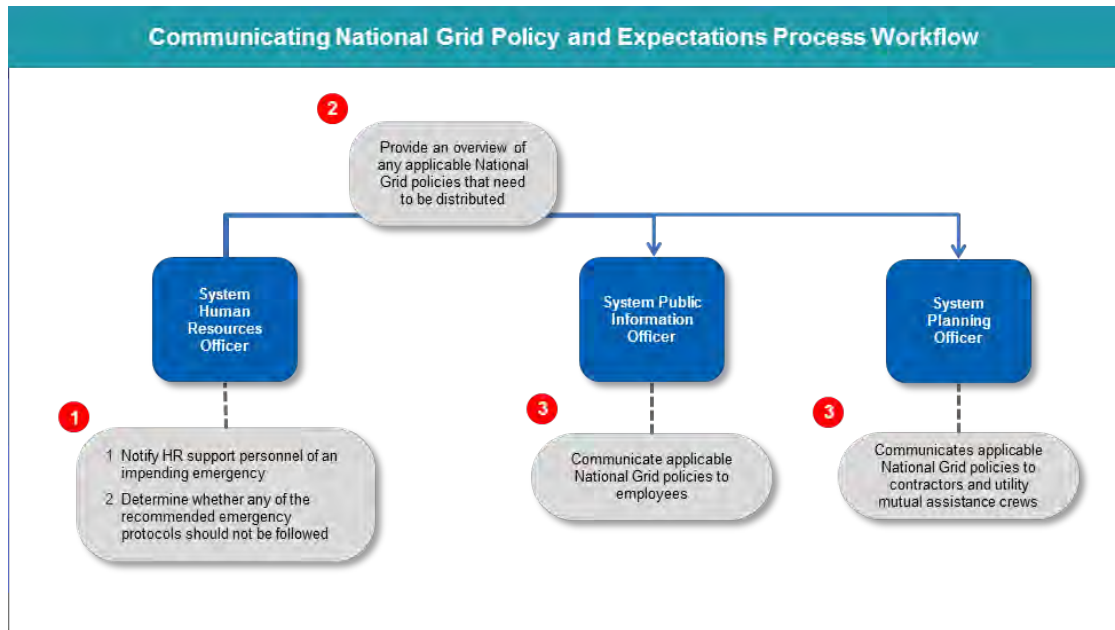 Communicating National Grid Policy and Expectations Process Workflow
2
Provide an overview of
any applicable National
Grid policies that need
to be distributed
System
Human
Resources
Officer
System Public
Information
Officer
System
Planning
Officer
1
1 Notify HR support personnel of an
impending emergency
2 Determine whether any of the
recommended emergency
protocols should not be followed
3
Communicate applicable
National Grid policies to
employees
3
Communicates applicable
National Grid policies to
contractors and utility
mutual assistance crews